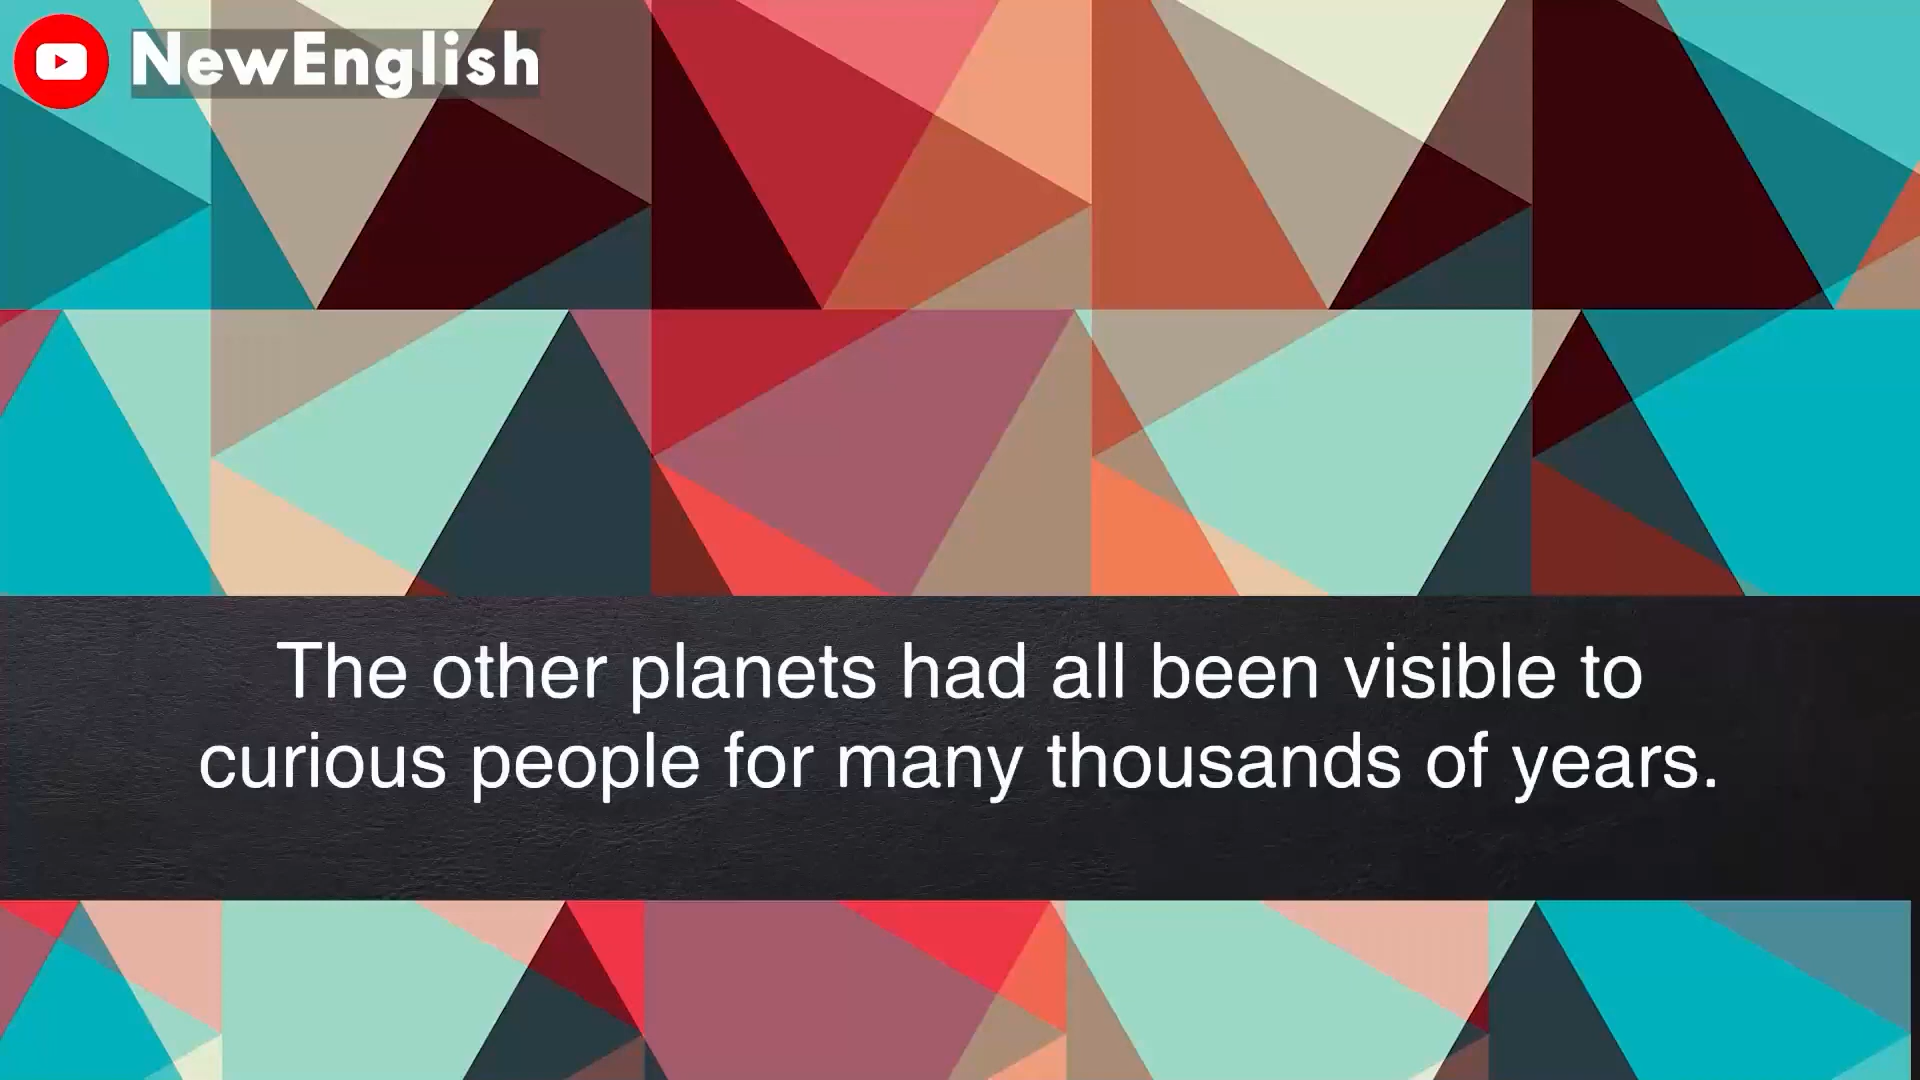 NewEnglish
The other planets had all been visible to
curious people for many thousands of years.